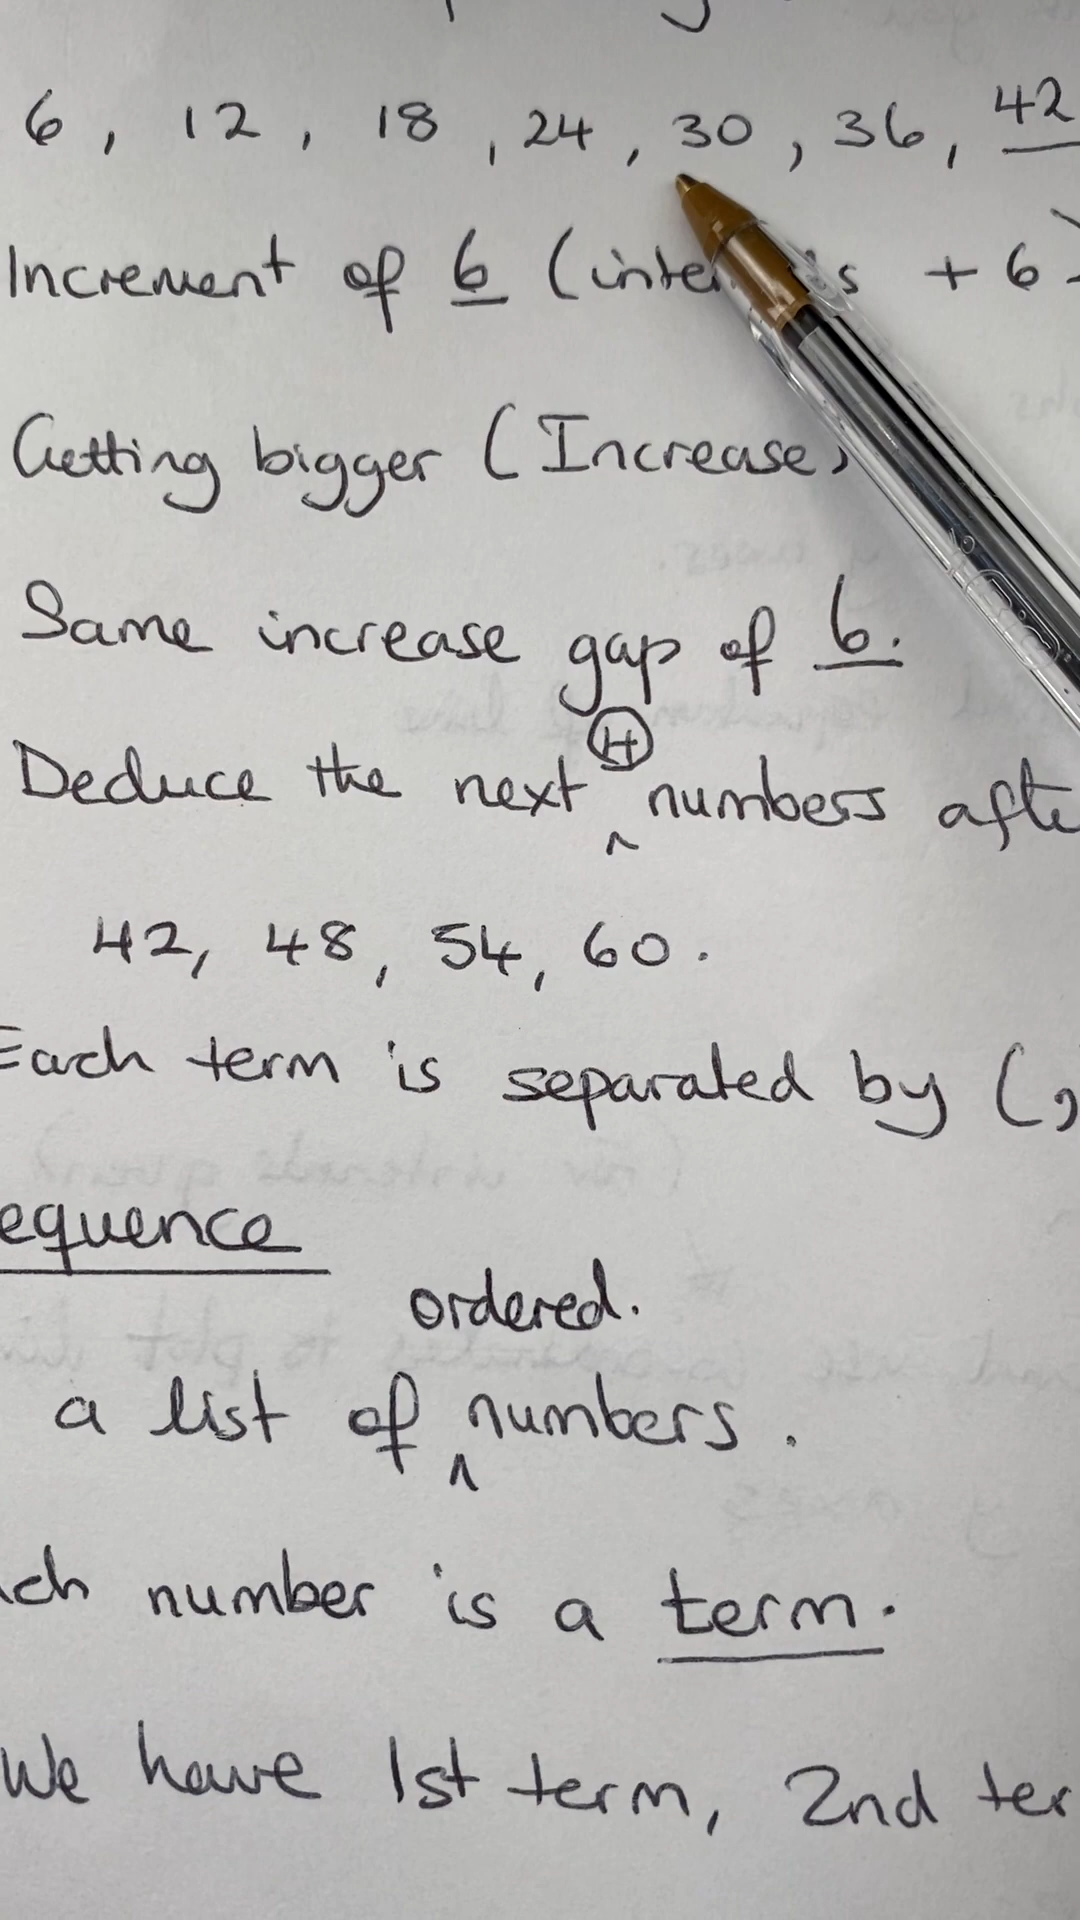 6, 12, 18, 24, 30, 36, 42
Increment of 6 ( + 6)
Getting bigger (Increase)
Same increase gap of 6.
4
Deduce the next numbers
42, 48, 54, 60.
Each term is separated by (,
equence
ordered.
a list of ^ numbers.
ch number is a term.
We have 1st term, 2nd ter